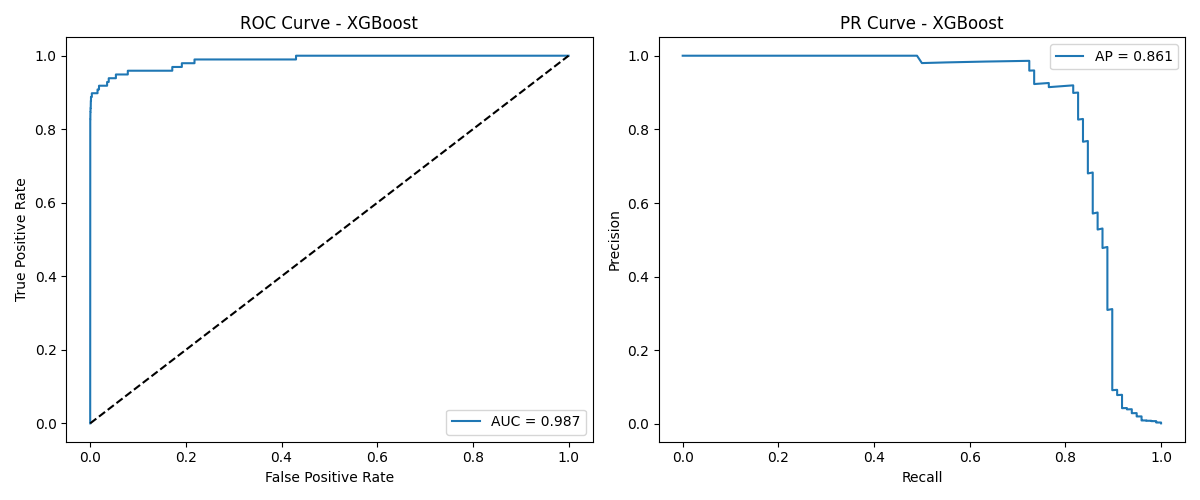 ROC Curve - XGBoost
1.0
0.8
0.6
0.4
0.2
0.0
True Positive Rate
0.0 0.2 0.4 0.6 0.8 1.0
False Positive Rate
AUC = 0.987
PR Curve - XGBoost
1.0
0.8
0.6
0.4
0.2
0.0
Precision
0.0 0.2 0.4 0.6 0.8 1.0
Recall
AP = 0.861